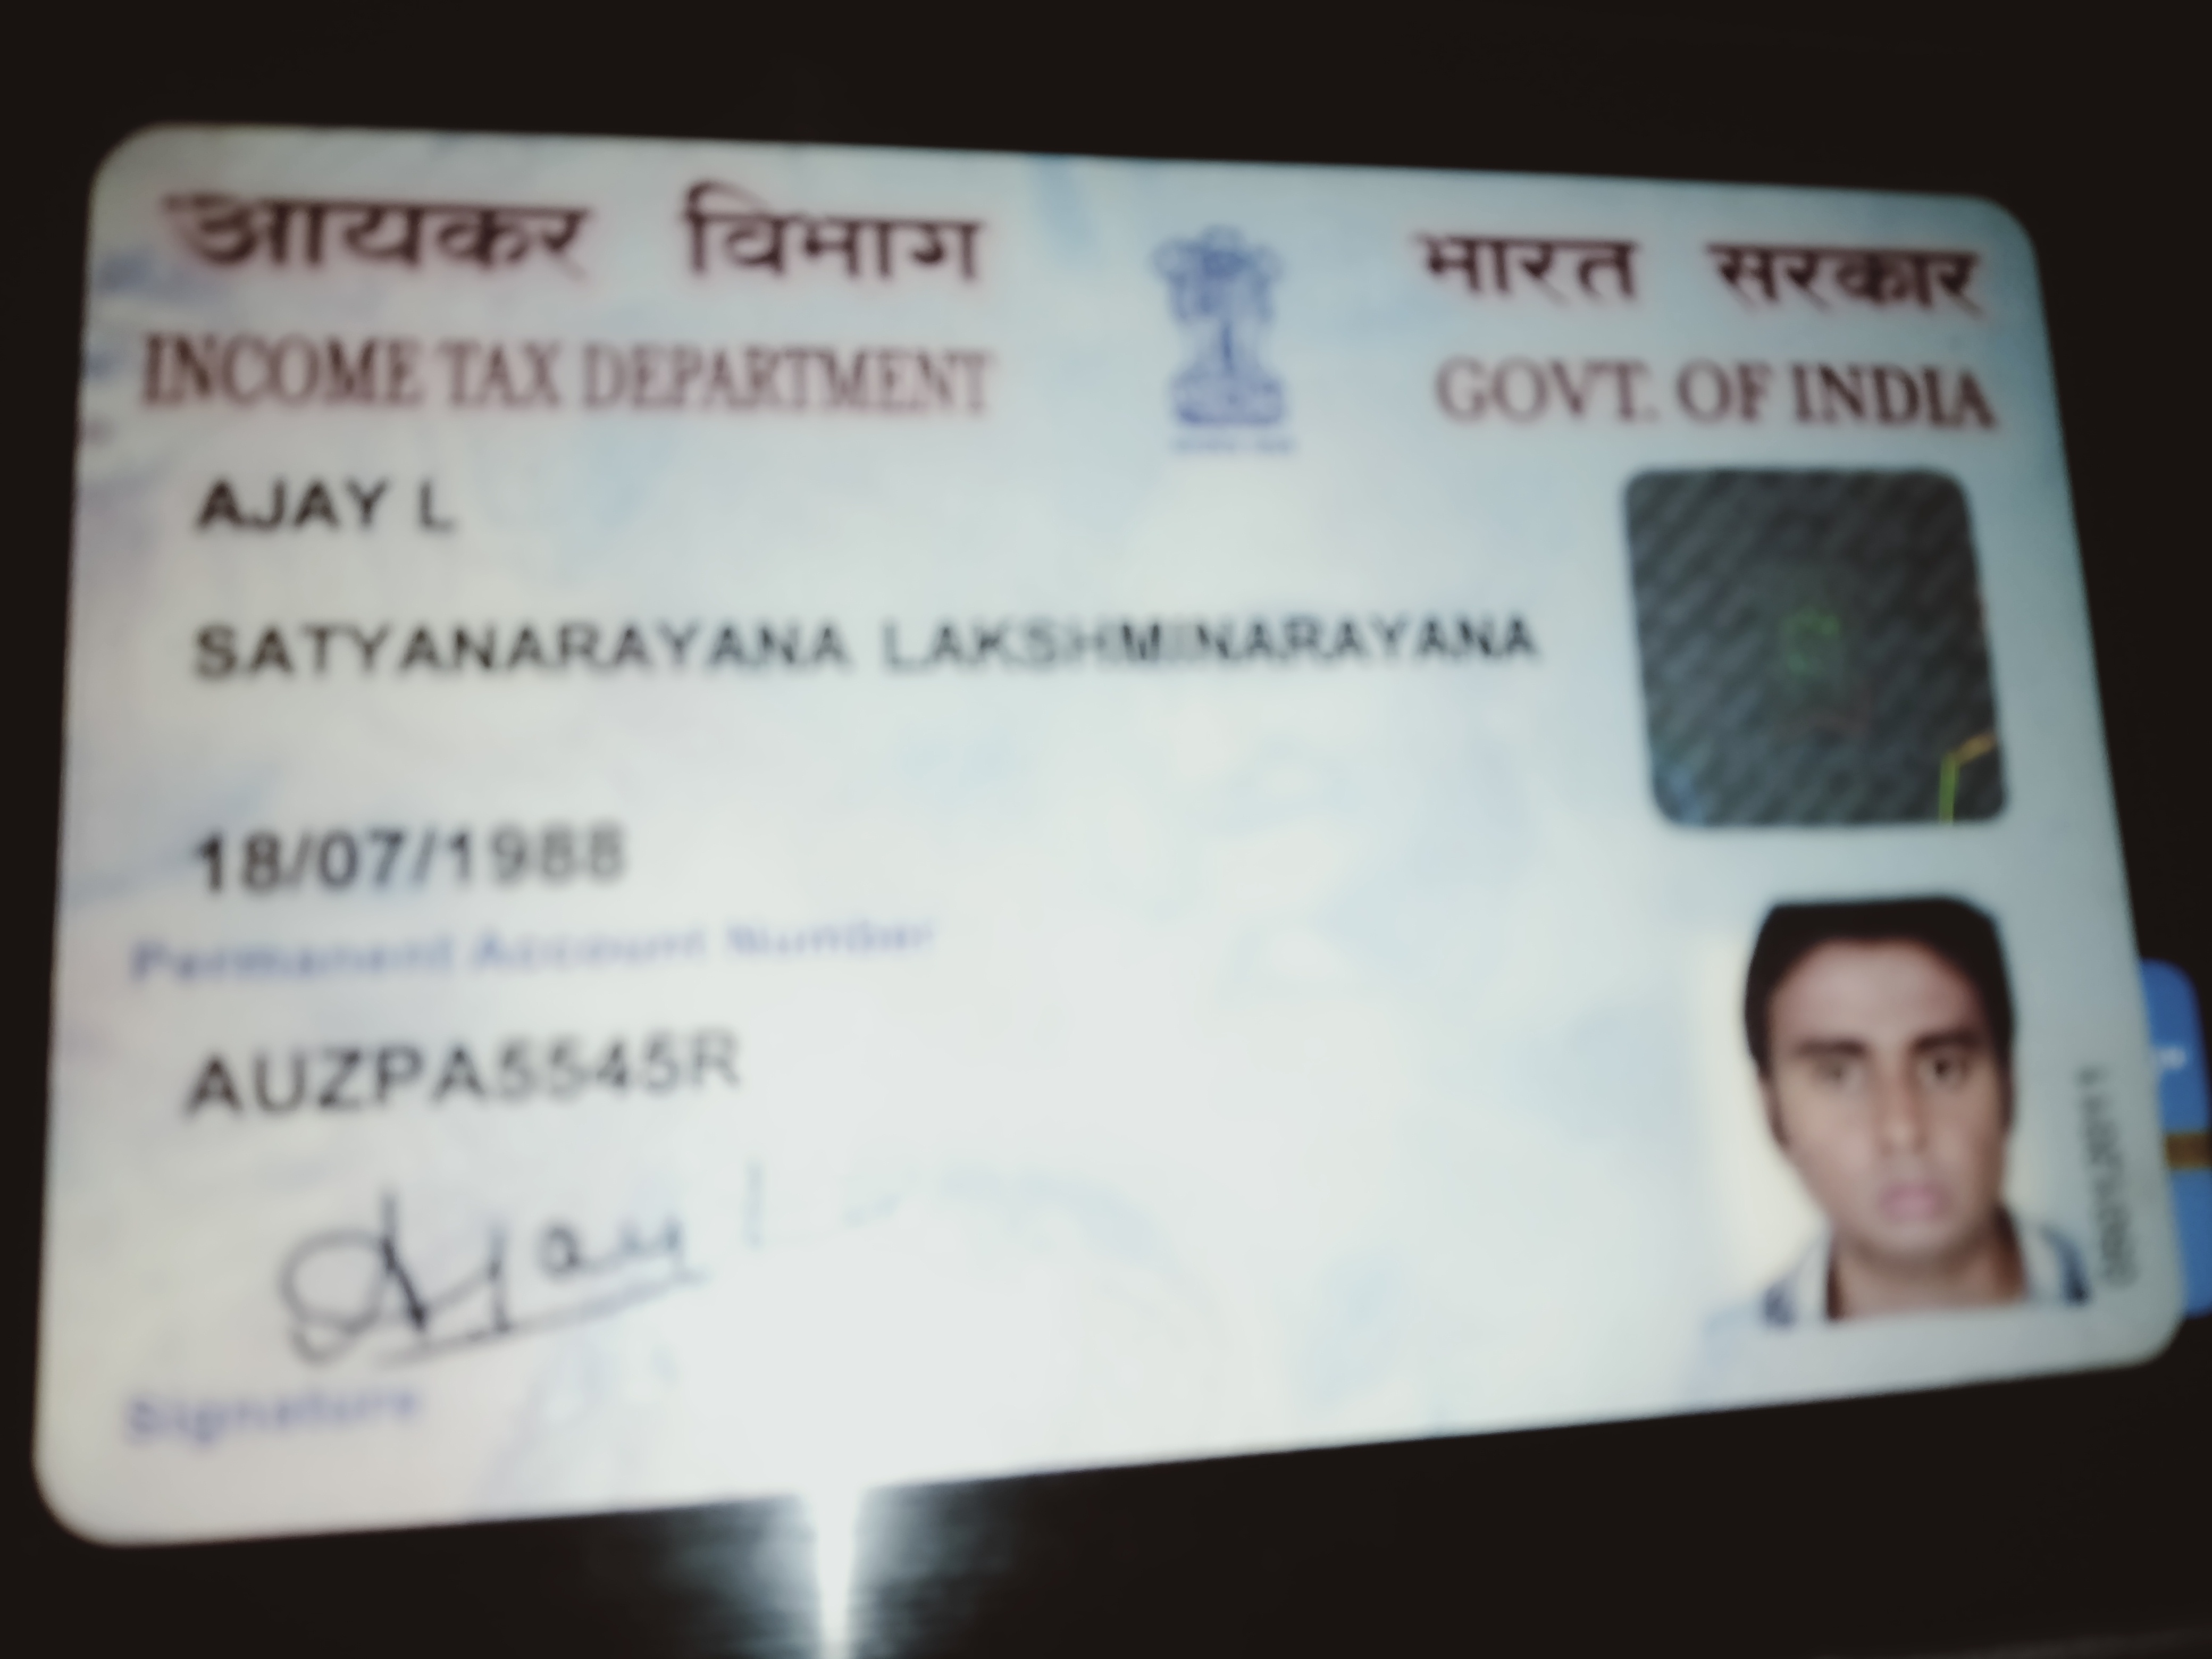 आयकर विभाग
INCOME TAX DEPARTMENT
भारत सरकार
GOVT. OF INDIA
AJAY L
SATYANARAYANA LAKSHMINARAYANA
18/07/1988
Permanent Account Number
AUZPA5545R
Ajay L
Signature